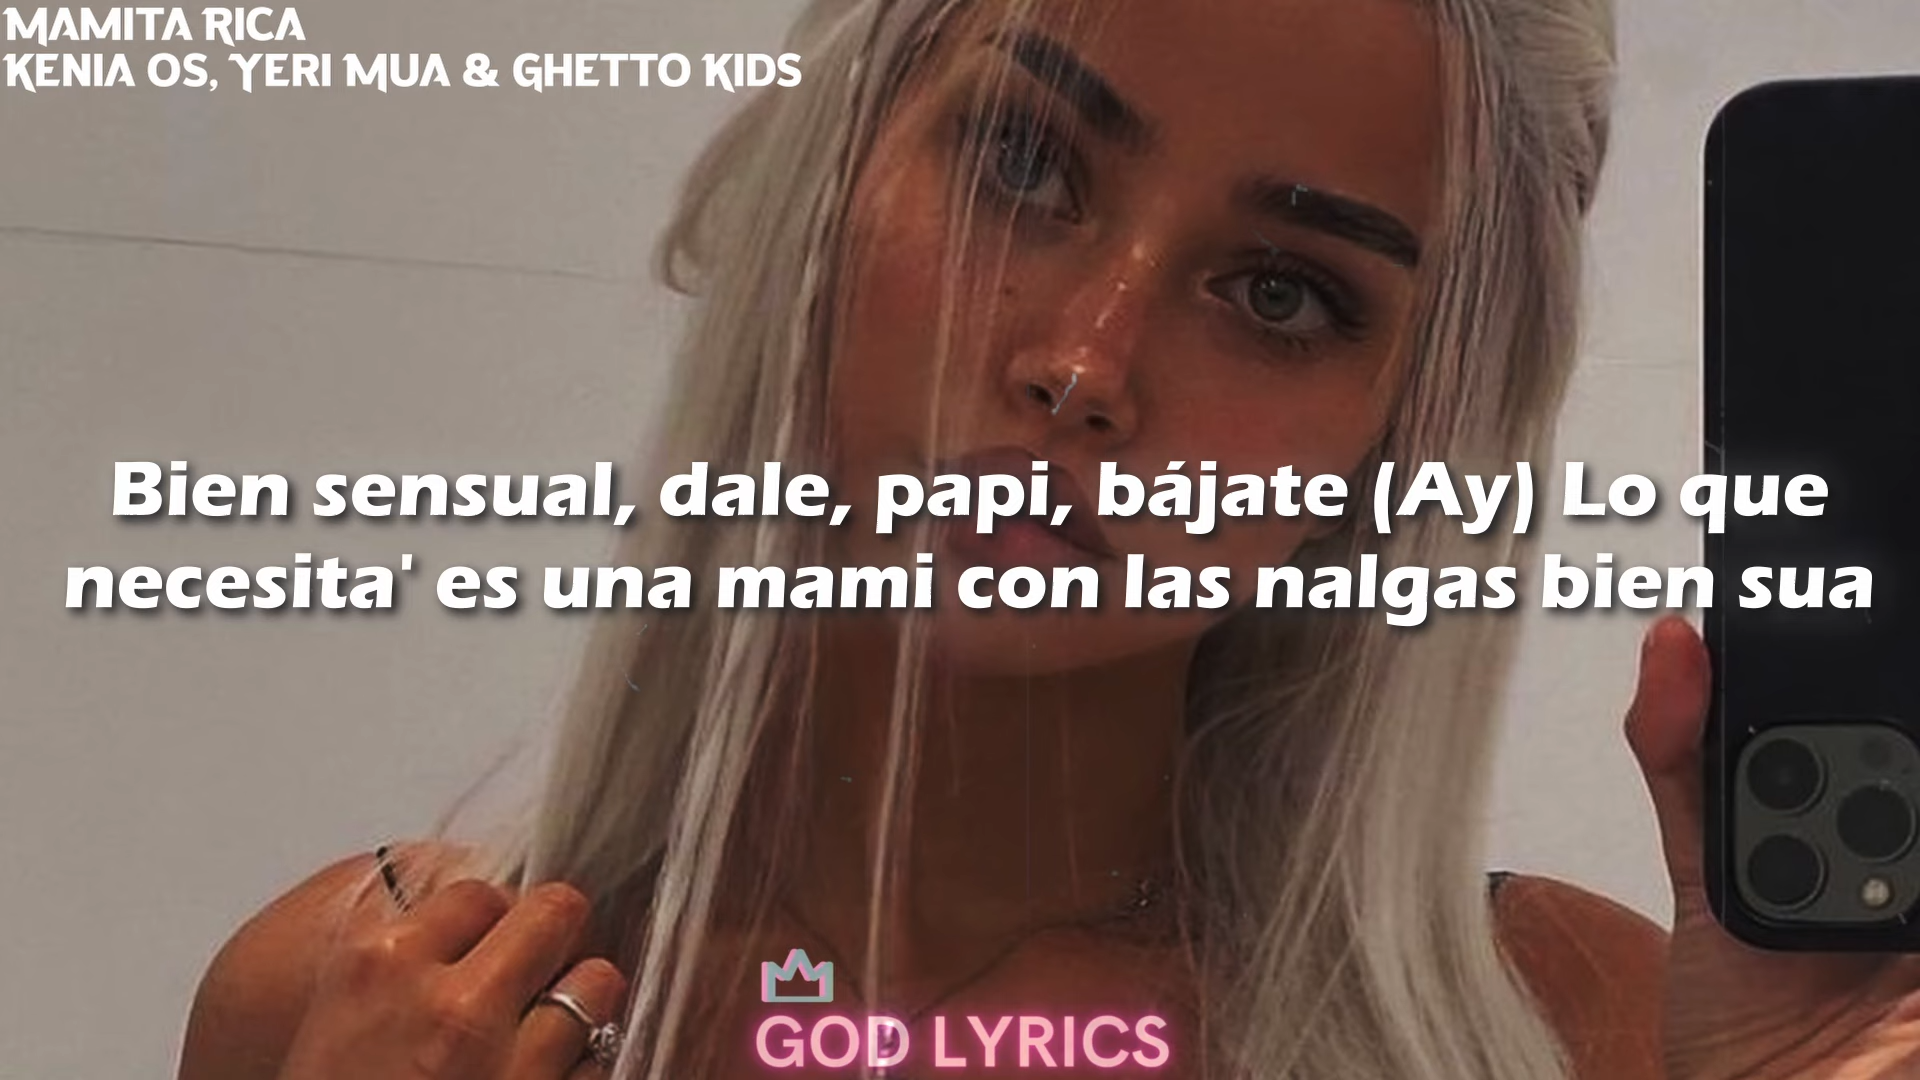 MAMITA RICA
KENIA OS, YERI MUA & GHETTO KIDS
Bien sensual, dale, papi, bájate (Ay) Lo que
necesita' es una mami con las nalgas bien sua
GOD LYRICS